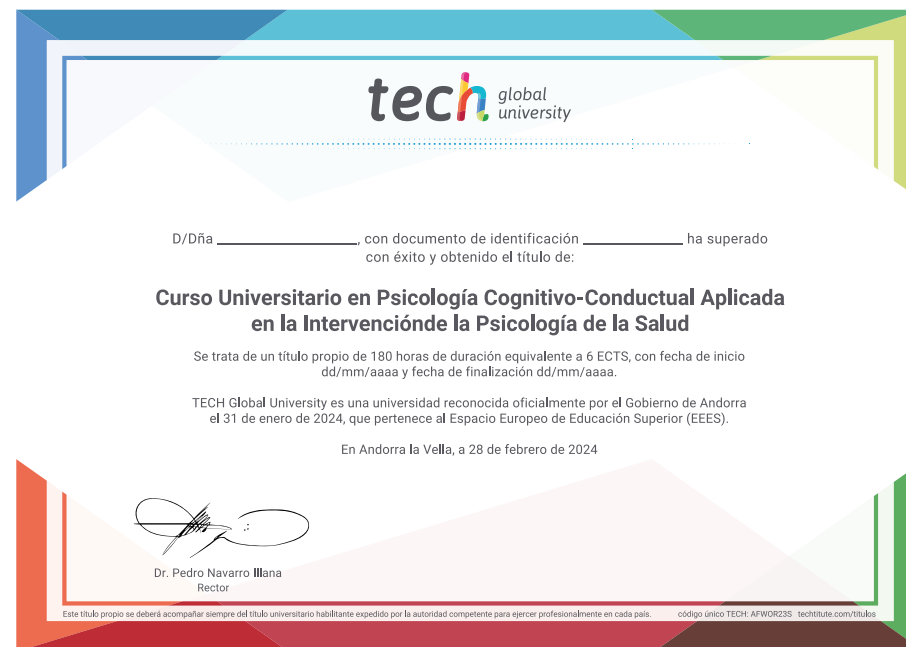 tech global university
D/Dña ____________________, con documento de identificación ______________ ha superado
con éxito y obtenido el título de:
Curso Universitario en Psicología Cognitivo-Conductual Aplicada
en la Intervenciónde la Psicología de la Salud
Se trata de un título propio de 180 horas de duración equivalente a 6 ECTS, con fecha de inicio
dd/mm/aaaa y fecha de finalización dd/mm/aaaa.
TECH Global University es una universidad reconocida oficialmente por el Gobierno de Andorra
el 31 de enero de 2024, que pertenece al Espacio Europeo de Educación Superior (EEES).
En Andorra la Vella, a 28 de febrero de 2024
Dr. Pedro Navarro Illana
Rector
Este título propio se deberá acompañar siempre del título universitario habilitante expedido por la autoridad competente para ejercer profesionalmente en cada país. código único TECH: AFWOR23S techtitute.com/titulos